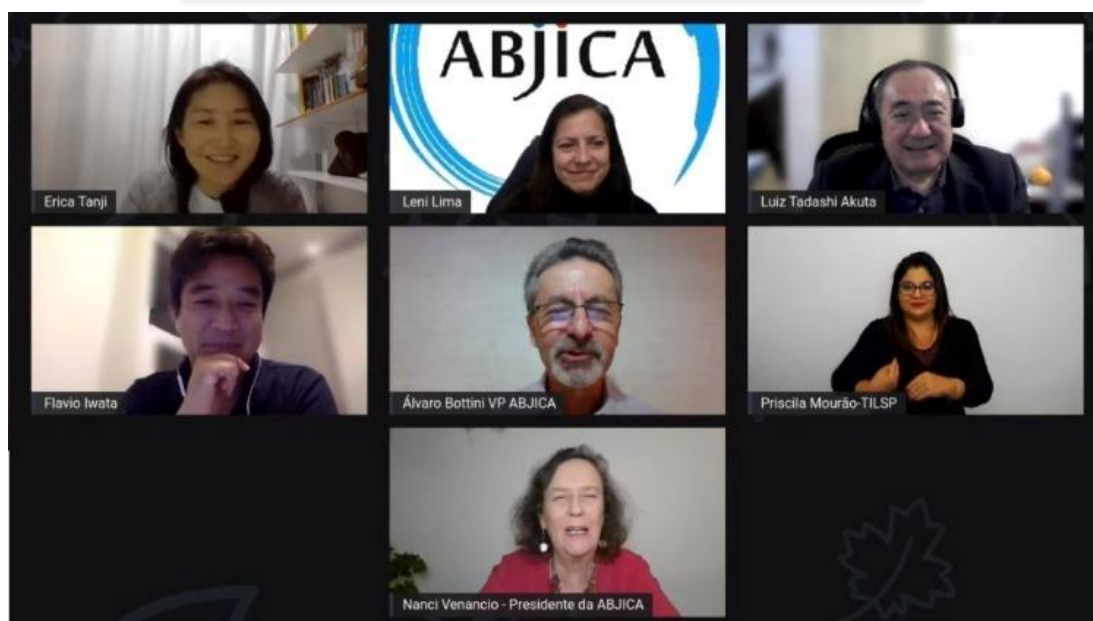 ABJICA
Erica Tanji
Leni Lima
Luiz Tadashi Akuta
Flavio Iwata
Álvaro Bottini VP ABJICA
Priscila Mourão-TILSP
Nanci Venancio - Presidente da ABJICA